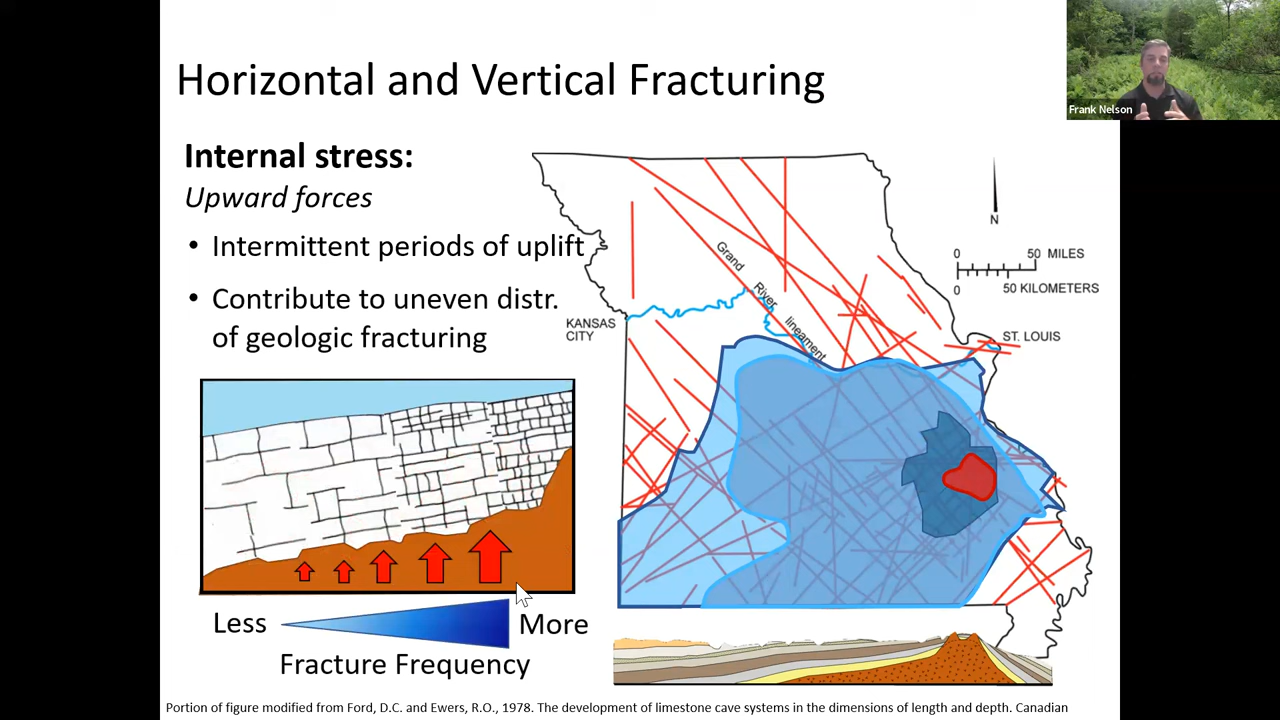 Horizontal and Vertical Fracturing
Frank Nelson
Internal stress:
Upward forces
• Intermittent periods of uplift
• Contribute to uneven distr.
of geologic fracturing
Less
More
Fracture Frequency
Grand
River
lineament
KANSAS
CITY
ST. LOUIS
N
0 50 MILES
0 50 KILOMETERS
Portion of figure modified from Ford, D.C. and Ewers, R.O., 1978. The development of limestone cave systems in the dimensions of length and depth. Canadian